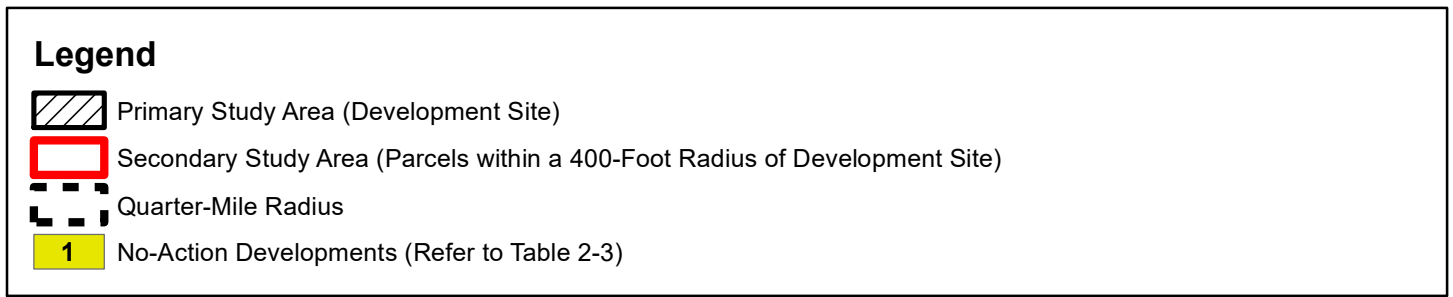 Legend
Primary Study Area (Development Site)
Secondary Study Area (Parcels within a 400-Foot Radius of Development Site)
Quarter-Mile Radius
1 No-Action Developments (Refer to Table 2-3)